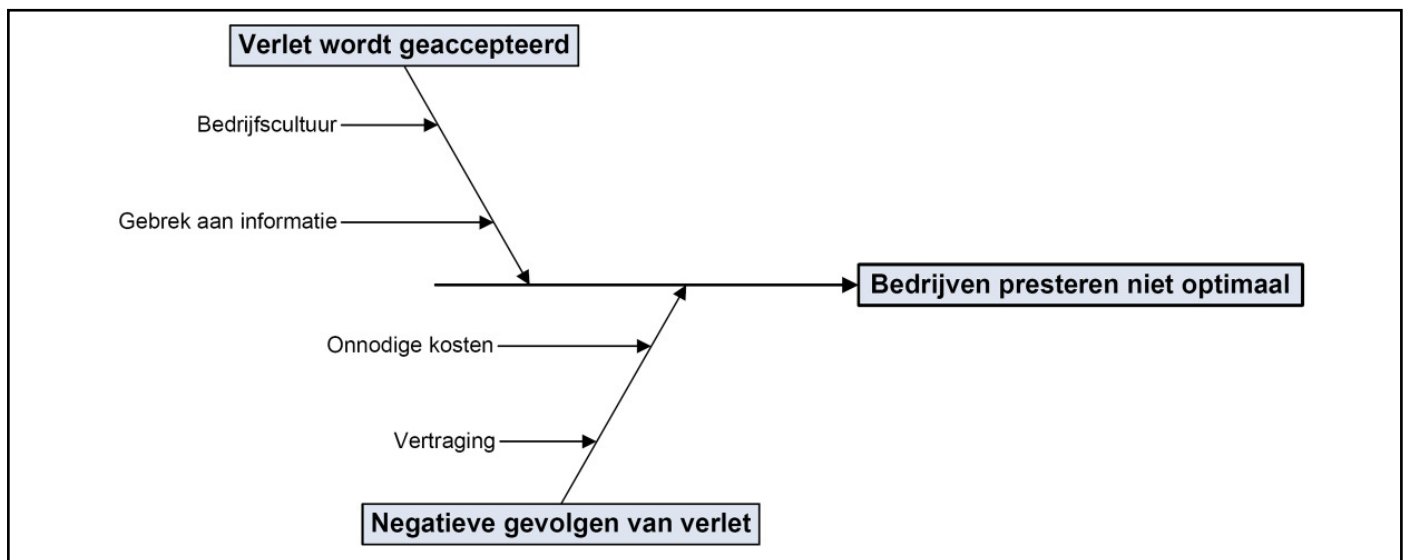 Verlet wordt geaccepteerd
Bedrijfscultuur
Gebrek aan informatie
Bedrijven presteren niet optimaal
Onnodige kosten
Vertraging
Negatieve gevolgen van verlet